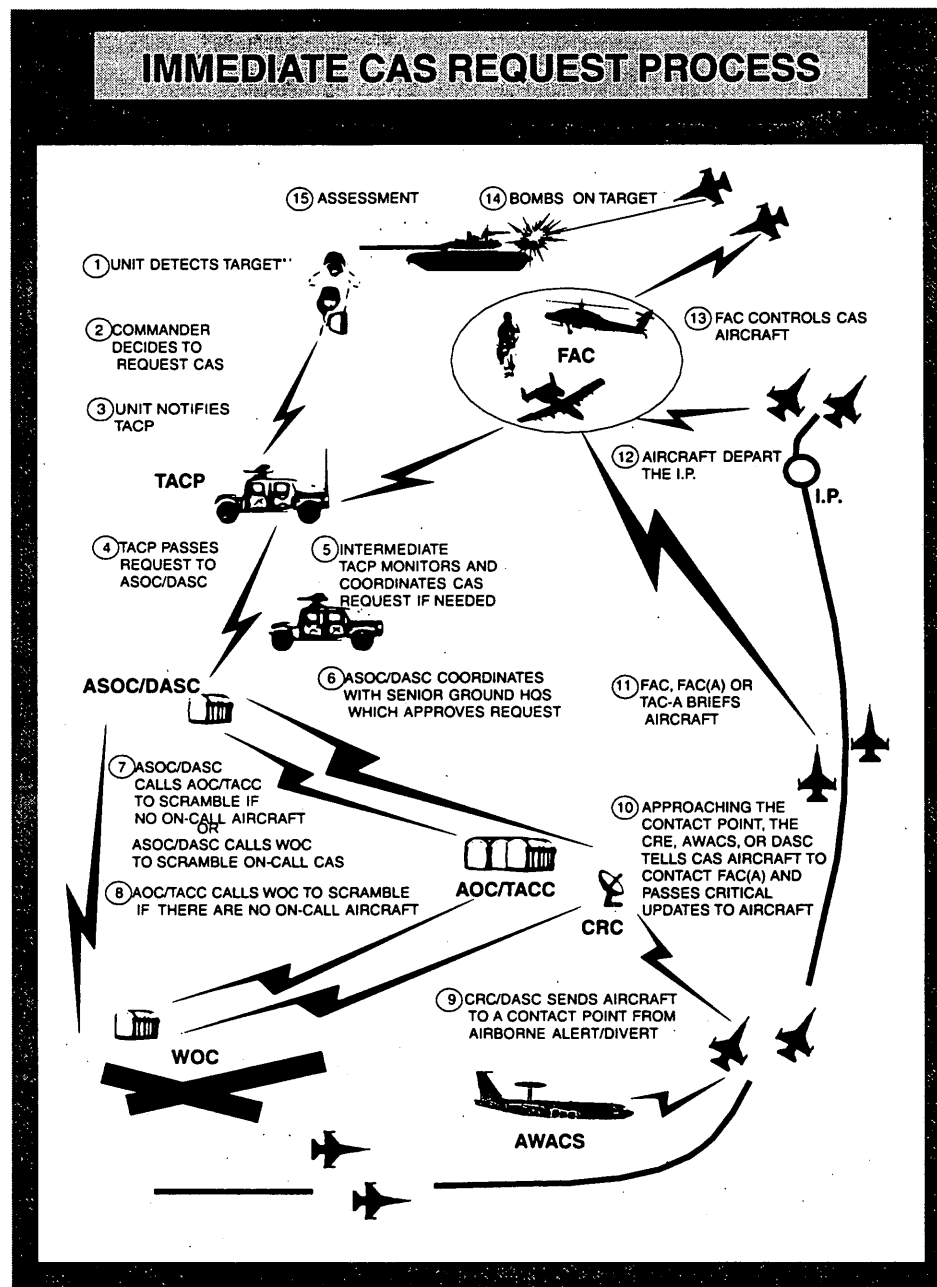 IMMEDIATE CAS REQUEST PROCESS
15 ASSESSMENT
14 BOMBS ON TARGET
1 UNIT DETECTS TARGET''
2 COMMANDER
DECIDES TO
REQUEST CAS
3 UNIT NOTIFIES
TACP
FAC
13 FAC CONTROLS CAS
AIRCRAFT
12 AIRCRAFT DEPART
THE I.P.
I.P.
TACP
4 TACP PASSES
REQUEST TO
ASOC/DASC
5 INTERMEDIATE
TACP MONITORS AND
COORDINATES CAS
REQUEST IF NEEDED
ASOC/DASC
6 ASOC/DASC COORDINATES
WITH SENIOR GROUND HQS
WHICH APPROVES REQUEST
11 FAC, FAC(A) OR
TAC-A BRIEFS
AIRCRAFT
7 ASOC/DASC
CALLS AOC/TACC
TO SCRAMBLE IF
NO ON-CALL AIRCRAFT
OR
ASOC/DASC CALLS WOC
TO SCRAMBLE ON-CALL CAS
8 AOC/TACC CALLS WOC TO SCRAMBLE
IF THERE ARE NO ON-CALL AIRCRAFT
AOC/TACC
CRC
10 APPROACHING THE
CONTACT POINT, THE
CRE, AWACS, OR DASC
TELLS CAS AIRCRAFT TO
CONTACT FAC(A) AND
PASSES CRITICAL
UPDATES TO AIRCRAFT
9 CRC/DASC SENDS AIRCRAFT
TO A CONTACT POINT FROM
AIRBORNE ALERT/DIVERT
WOC
AWACS